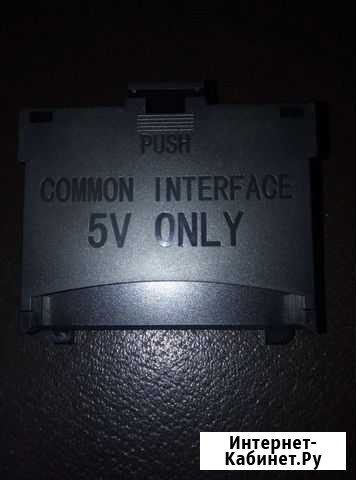 PUSH
COMMON INTERFACE
5V ONLY
Интернет-
Кабинет.Ру